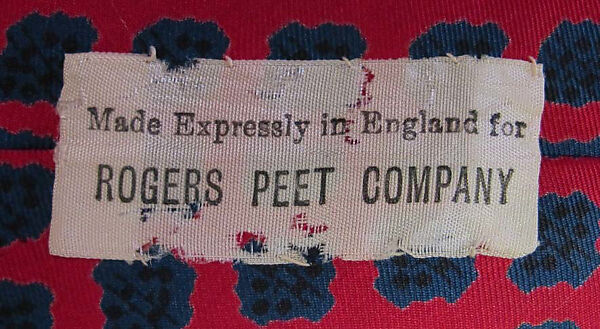 Made Expressly in England for
ROGERS PEET COMPANY